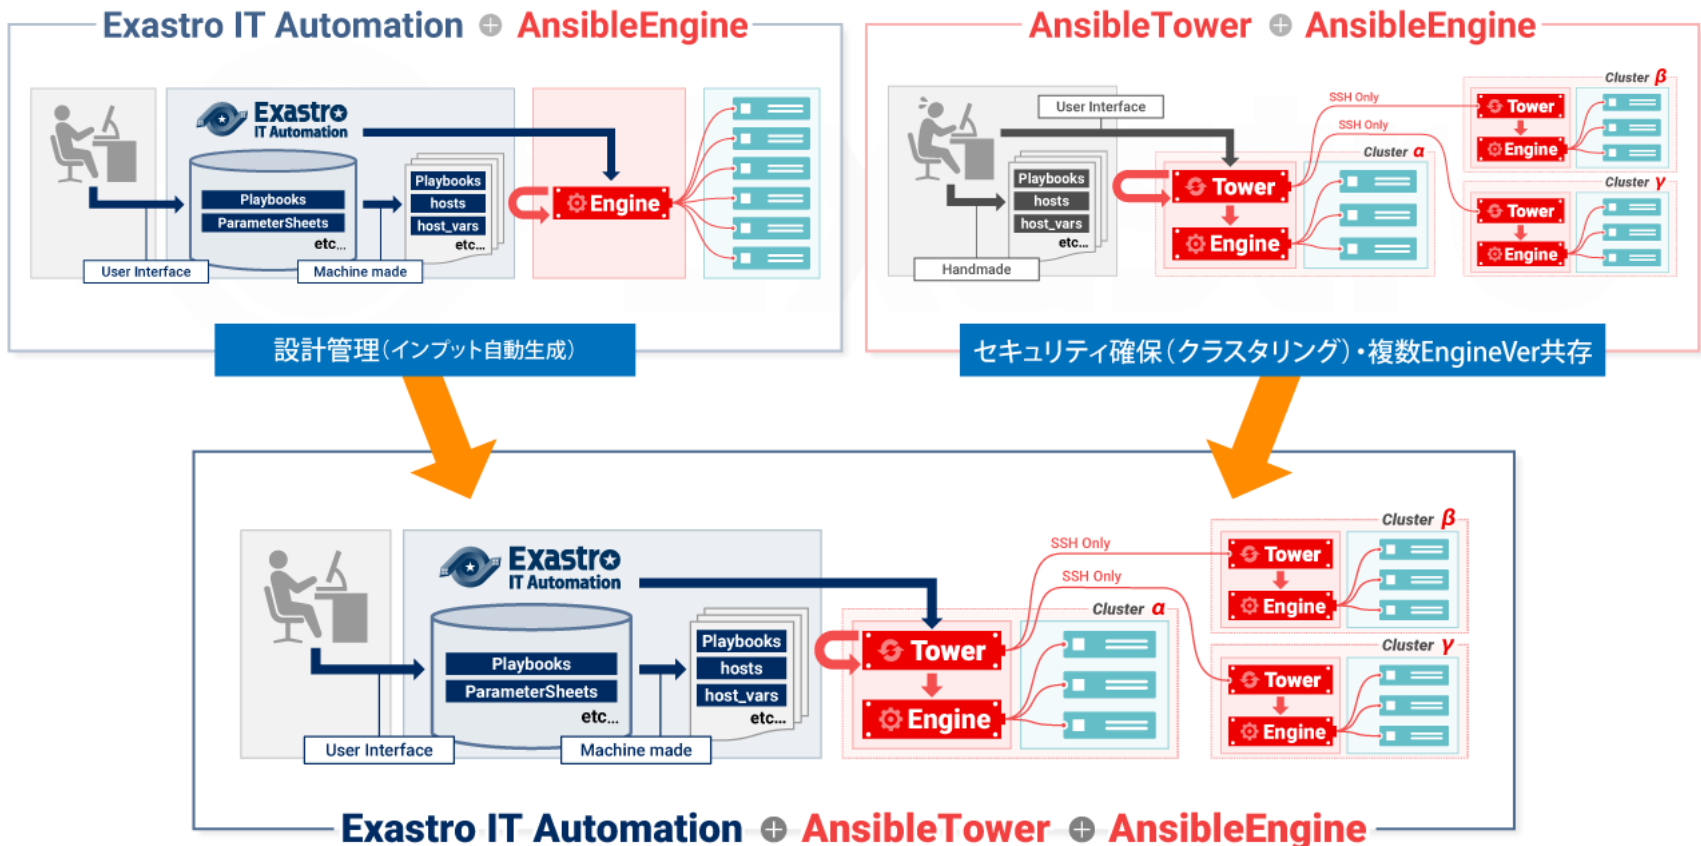 Exastro IT Automation + AnsibleEngine
Exastro
IT Automation
Playbooks
ParameterSheets
etc...
Playbooks
hosts
host_vars
etc...
Engine
User Interface
Machine made
設計管理(インプット自動生成)
AnsibleTower + AnsibleEngine
User Interface
Playbooks
hosts
host_vars
etc...
Handmade
SSH Only
SSH Only
Cluster α
Tower
Engine
Cluster β
Tower
Engine
Cluster γ
Tower
Engine
セキュリティ確保(クラスタリング)・複数EngineVer共存
Exastro
IT Automation
Playbooks
ParameterSheets
etc...
Playbooks
hosts
host_vars
etc...
User Interface
Machine made
SSH Only
SSH Only
Cluster α
Tower
Engine
Cluster β
Tower
Engine
Cluster γ
Tower
Engine
Exastro IT Automation + AnsibleTower + AnsibleEngine